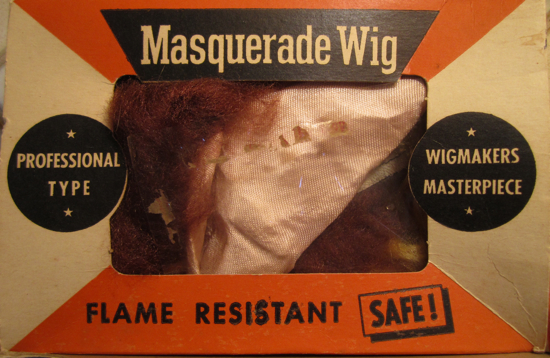 Masquerade Wig
★
PROFESSIONAL
TYPE
★
★
WIGMAKERS
MASTERPIECE
★
FLAME RESISTANT SAFE!